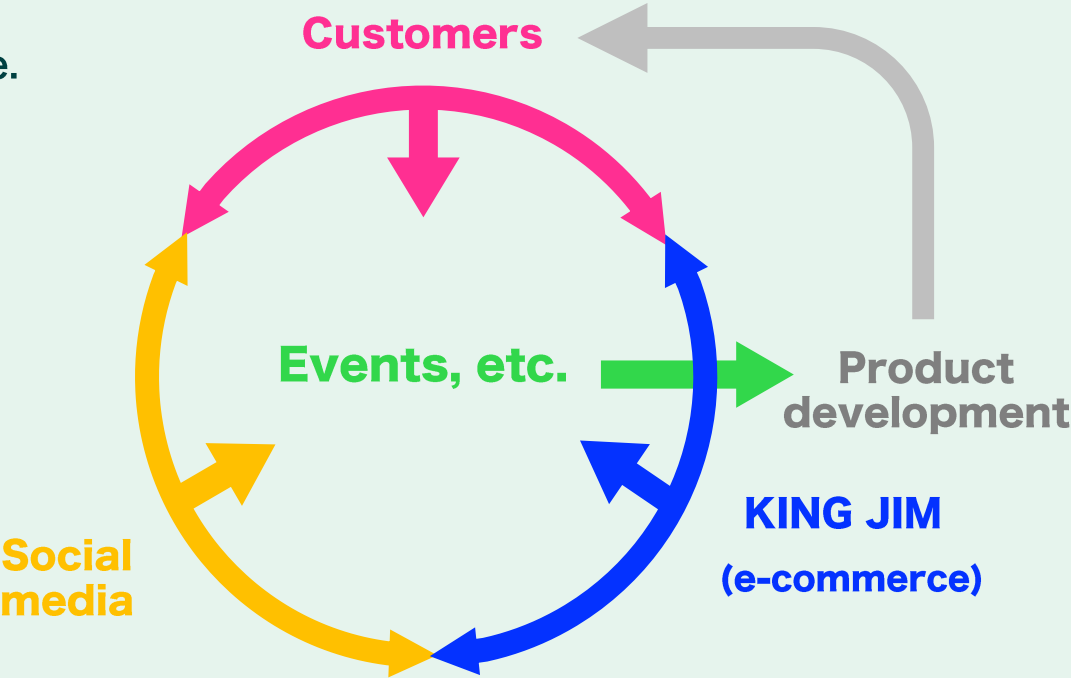 Customers
e.
Events, etc.
Product
development
KING JIM
(e-commerce)
Social
media